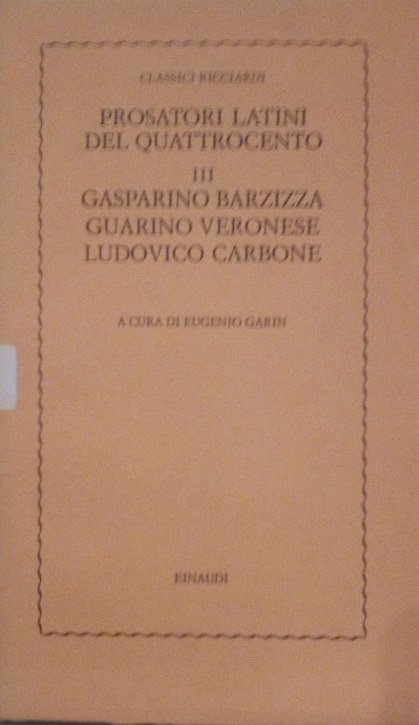 CLASSICI RICCIARDI
PROSATORI LATINI
DEL QUATTROCENTO
III
GASPARINO BARZIZZA
GUARINO VERONESE
LUDOVICO CARBONE
A CURA DI EUGENIO GARIN
EINAUDI